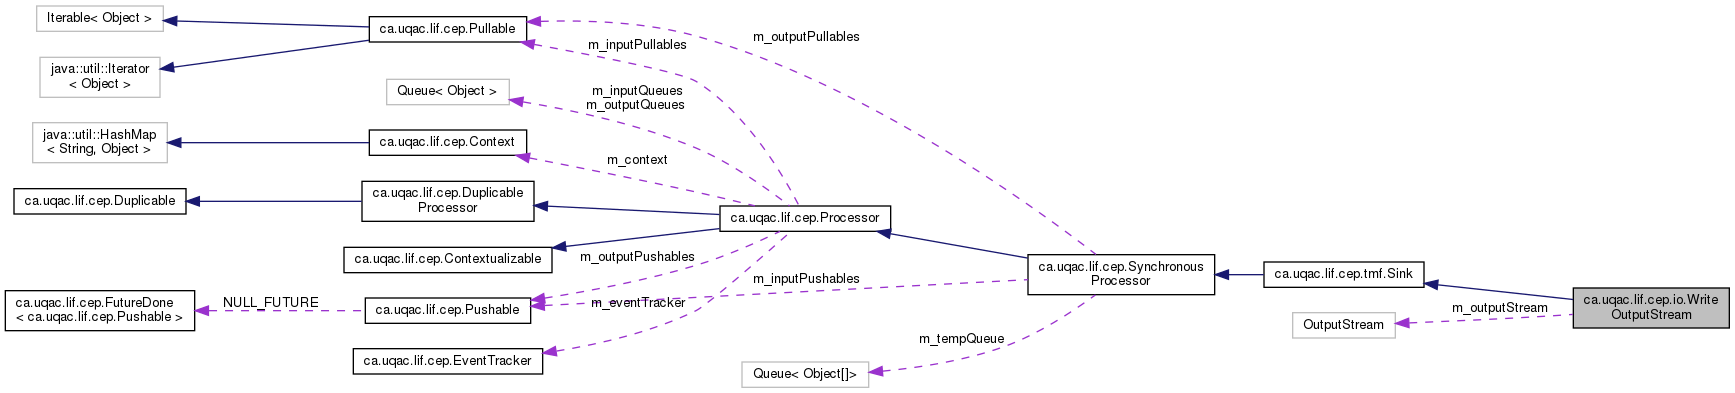 Iterable< Object >
ca.uqac.lif.cep.Pullable
java::util::Iterator
< Object >
m_outputPullables
m_inputPullables
Queue< Object >
m_inputQueues
m_outputQueues
java::util::HashMap
< String, Object >
ca.uqac.lif.cep.Context
m_context
ca.uqac.lif.cep.Duplicable
ca.uqac.lif.cep.Duplicable
Processor
ca.uqac.lif.cep.Processor
ca.uqac.lif.cep.Contextualizable
m_outputPushables
m_inputPushables
ca.uqac.lif.cep.Synchronous
Processor
ca.uqac.lif.cep.tmf.Sink
ca.uqac.lif.cep.io.Write
OutputStream
m_outputStream
OutputStream
ca.uqac.lif.cep.FutureDone
< ca.uqac.lif.cep.Pushable >
NULL_FUTURE
ca.uqac.lif.cep.Pushable
m_eventTracker
ca.uqac.lif.cep.EventTracker
m_tempQueue
Queue< Object[]>